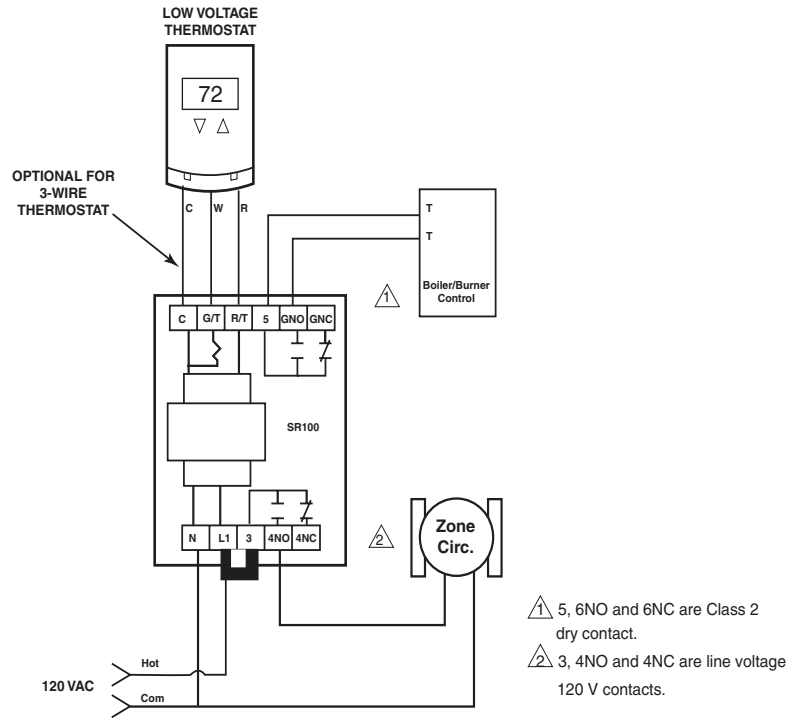 LOW VOLTAGE
THERMOSTAT
72
OPTIONAL FOR
3-WIRE
THERMOSTAT
C W R
T
T
Boiler/Burner
Control
1
C G/T R/T 5 GNO GNC
SR100
N L1 3 4NO 4NC
2
Zone
Circ.
1 5, 6NO and 6NC are Class 2
dry contact.
2 3, 4NO and 4NC are line voltage
120 V contacts.
Hot
120 VAC
Com